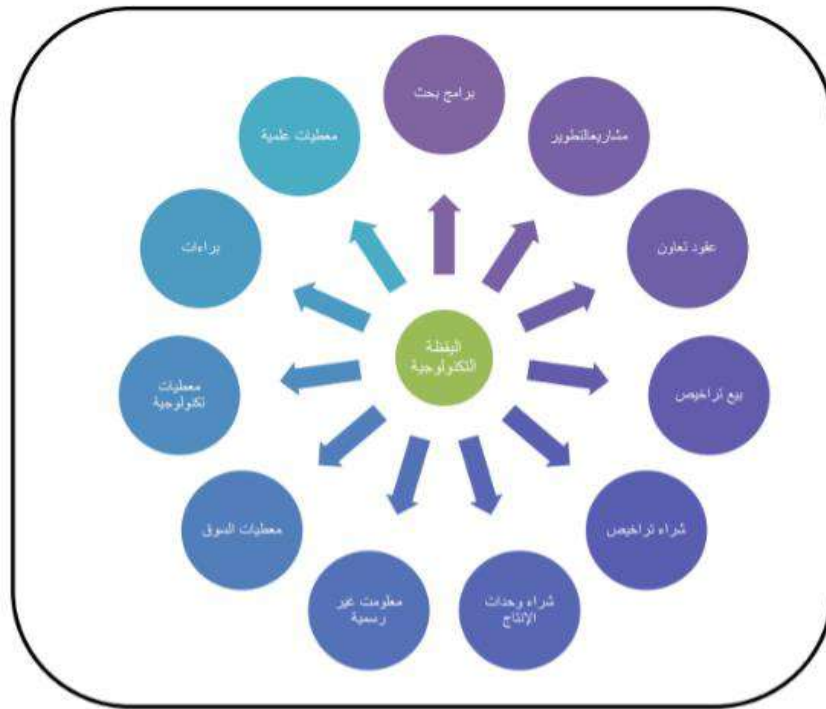 برامج بحث
مشاريعالتطوير
عقود تعاون
بيع تراخيص
شراء تراخيص
شراء وحدات
الإنتاج
معلومت غير
رسمية
معطيات السوق
معطيات
تكنولوجية
براءات
معطيات علمية
اليقظة
التكنولوجية